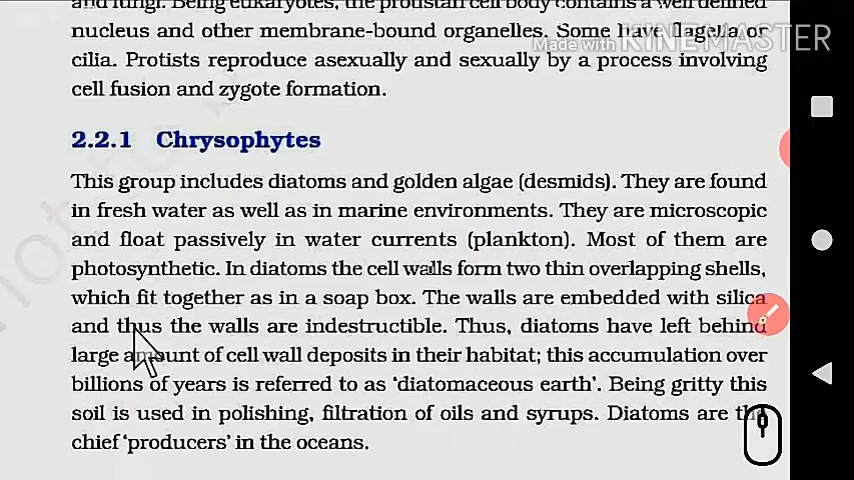 and fungi. Being eukaryotes, the protistan cell body contains a well defined
nucleus and other membrane-bound organelles. Some have flagella or
Made with KINEMASTER
cilia. Protists reproduce asexually and sexually by a process involving
cell fusion and zygote formation.
2.2.1 Chrysophytes
This group includes diatoms and golden algae (desmids). They are found
in fresh water as well as in marine environments. They are microscopic
and float passively in water currents (plankton). Most of them are
photosynthetic. In diatoms the cell walls form two thin overlapping shells,
which fit together as in a soap box. The walls are embedded with silica
and thus the walls are indestructible. Thus, diatoms have left behind
large amount of cell wall deposits in their habitat; this accumulation over
billions of years is referred to as ‘diatomaceous earth’. Being gritty this
soil is used in polishing, filtration of oils and syrups. Diatoms are the
chief ‘producers’ in the oceans.